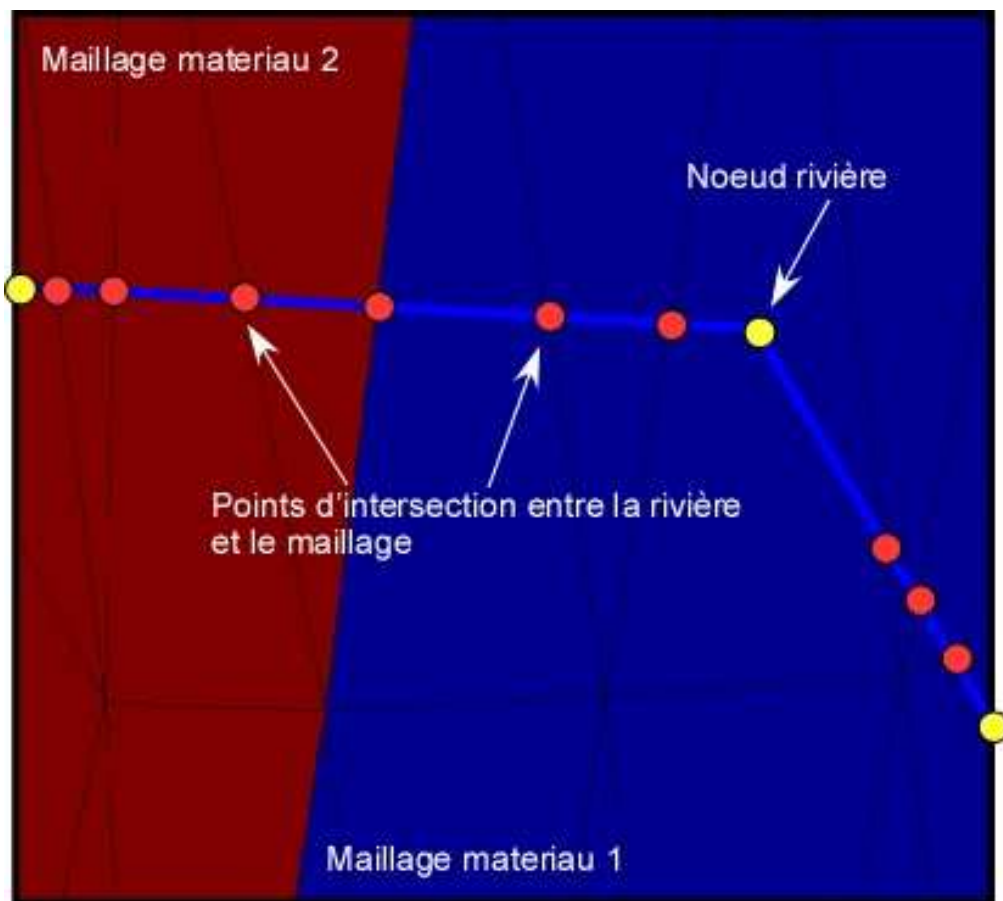 Maillage materiau 2
Noeud rivière
Points d'intersection entre la rivière
et le maillage
Maillage materiau 1